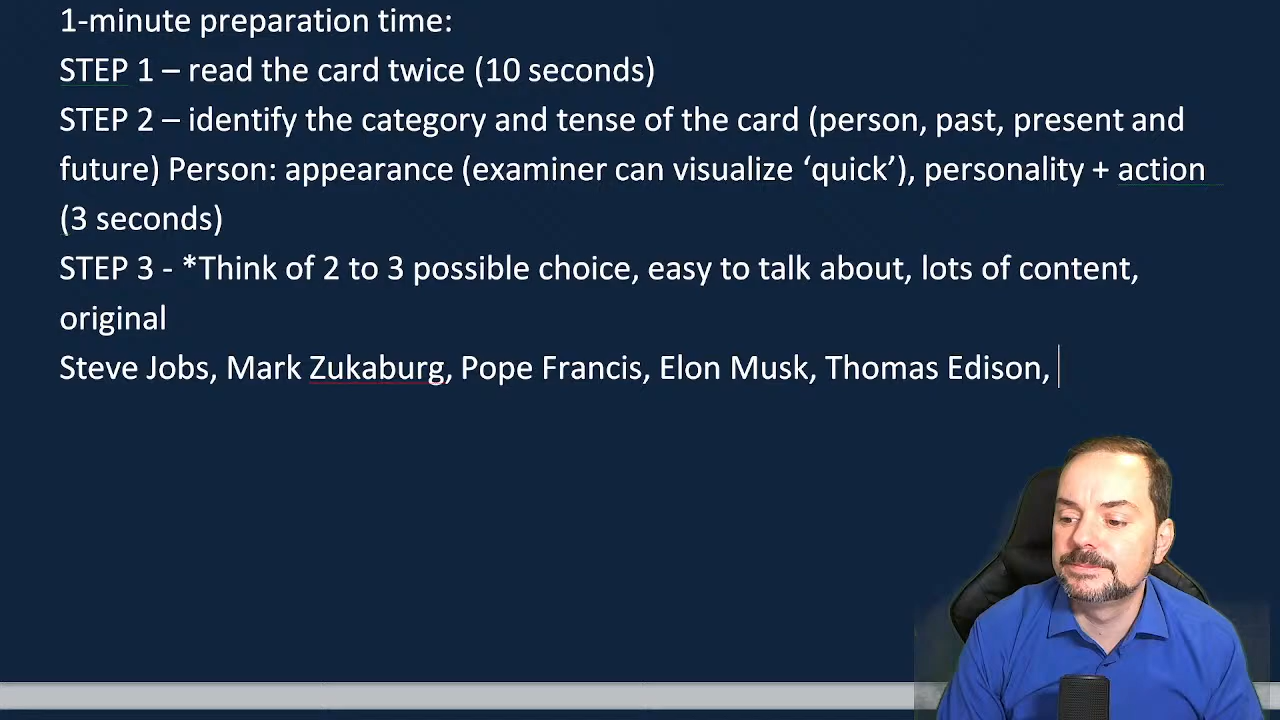 1-minute preparation time:
STEP 1 – read the card twice (10 seconds)
STEP 2 – identify the category and tense of the card (person, past, present and
future) Person: appearance (examiner can visualize ‘quick’), personality + action
(3 seconds)
STEP 3 - *Think of 2 to 3 possible choice, easy to talk about, lots of content,
original
Steve Jobs, Mark Zukaburg, Pope Francis, Elon Musk, Thomas Edison,